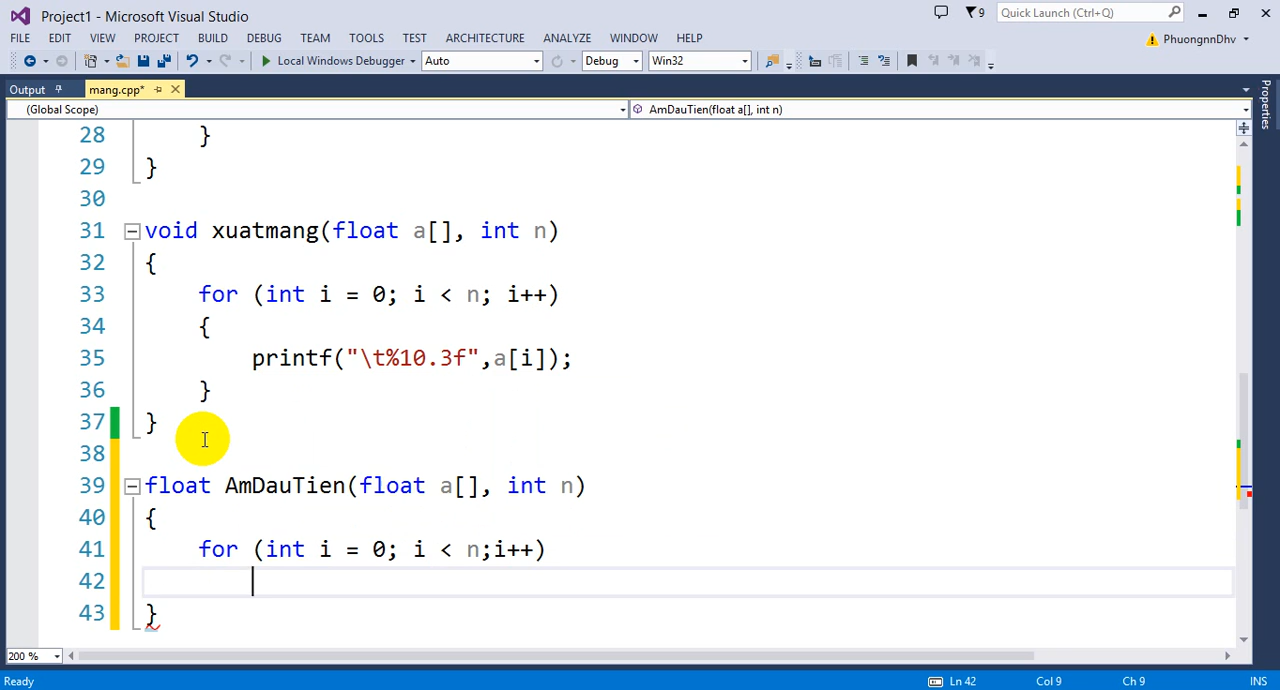 Project1 - Microsoft Visual Studio
9
Quick Launch (Ctrl+Q)
FILE EDIT VIEW PROJECT BUILD DEBUG TEAM TOOLS TEST ARCHITECTURE ANALYZE WINDOW HELP
PhuongnnDhv
Local Windows Debugger Auto Debug Win32
Output mang.cpp*
(Global Scope) AmDauTien(float a[], int n)
Properties
28 }
29 }
30
31 void xuatmang(float a[], int n)
32 {
33 for (int i = 0; i < n; i++)
34 {
35 printf("\t%10.3f",a[i]);
36 }
37 }
38
39 float AmDauTien(float a[], int n)
40 {
41 for (int i = 0; i < n;i++)
42
43 }
200 %
Ready Ln 42 Col 9 Ch 9 INS